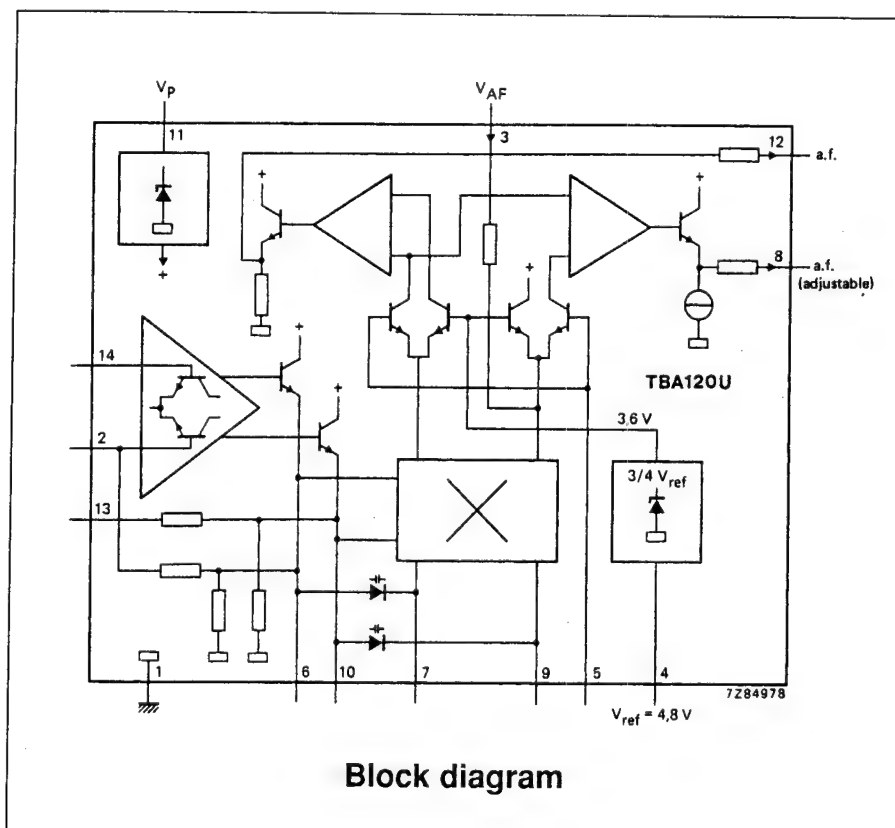 V_P
V_AF
11
3
12
a.f.
8
a.f.
(adjustable)
+
+
+
+
+
+
14
TBA120U
2
3,6 V
3/4 V_ref
13
1
6
10
7
9
5
4
7Z84978
V_ref = 4,8 V
Block diagram